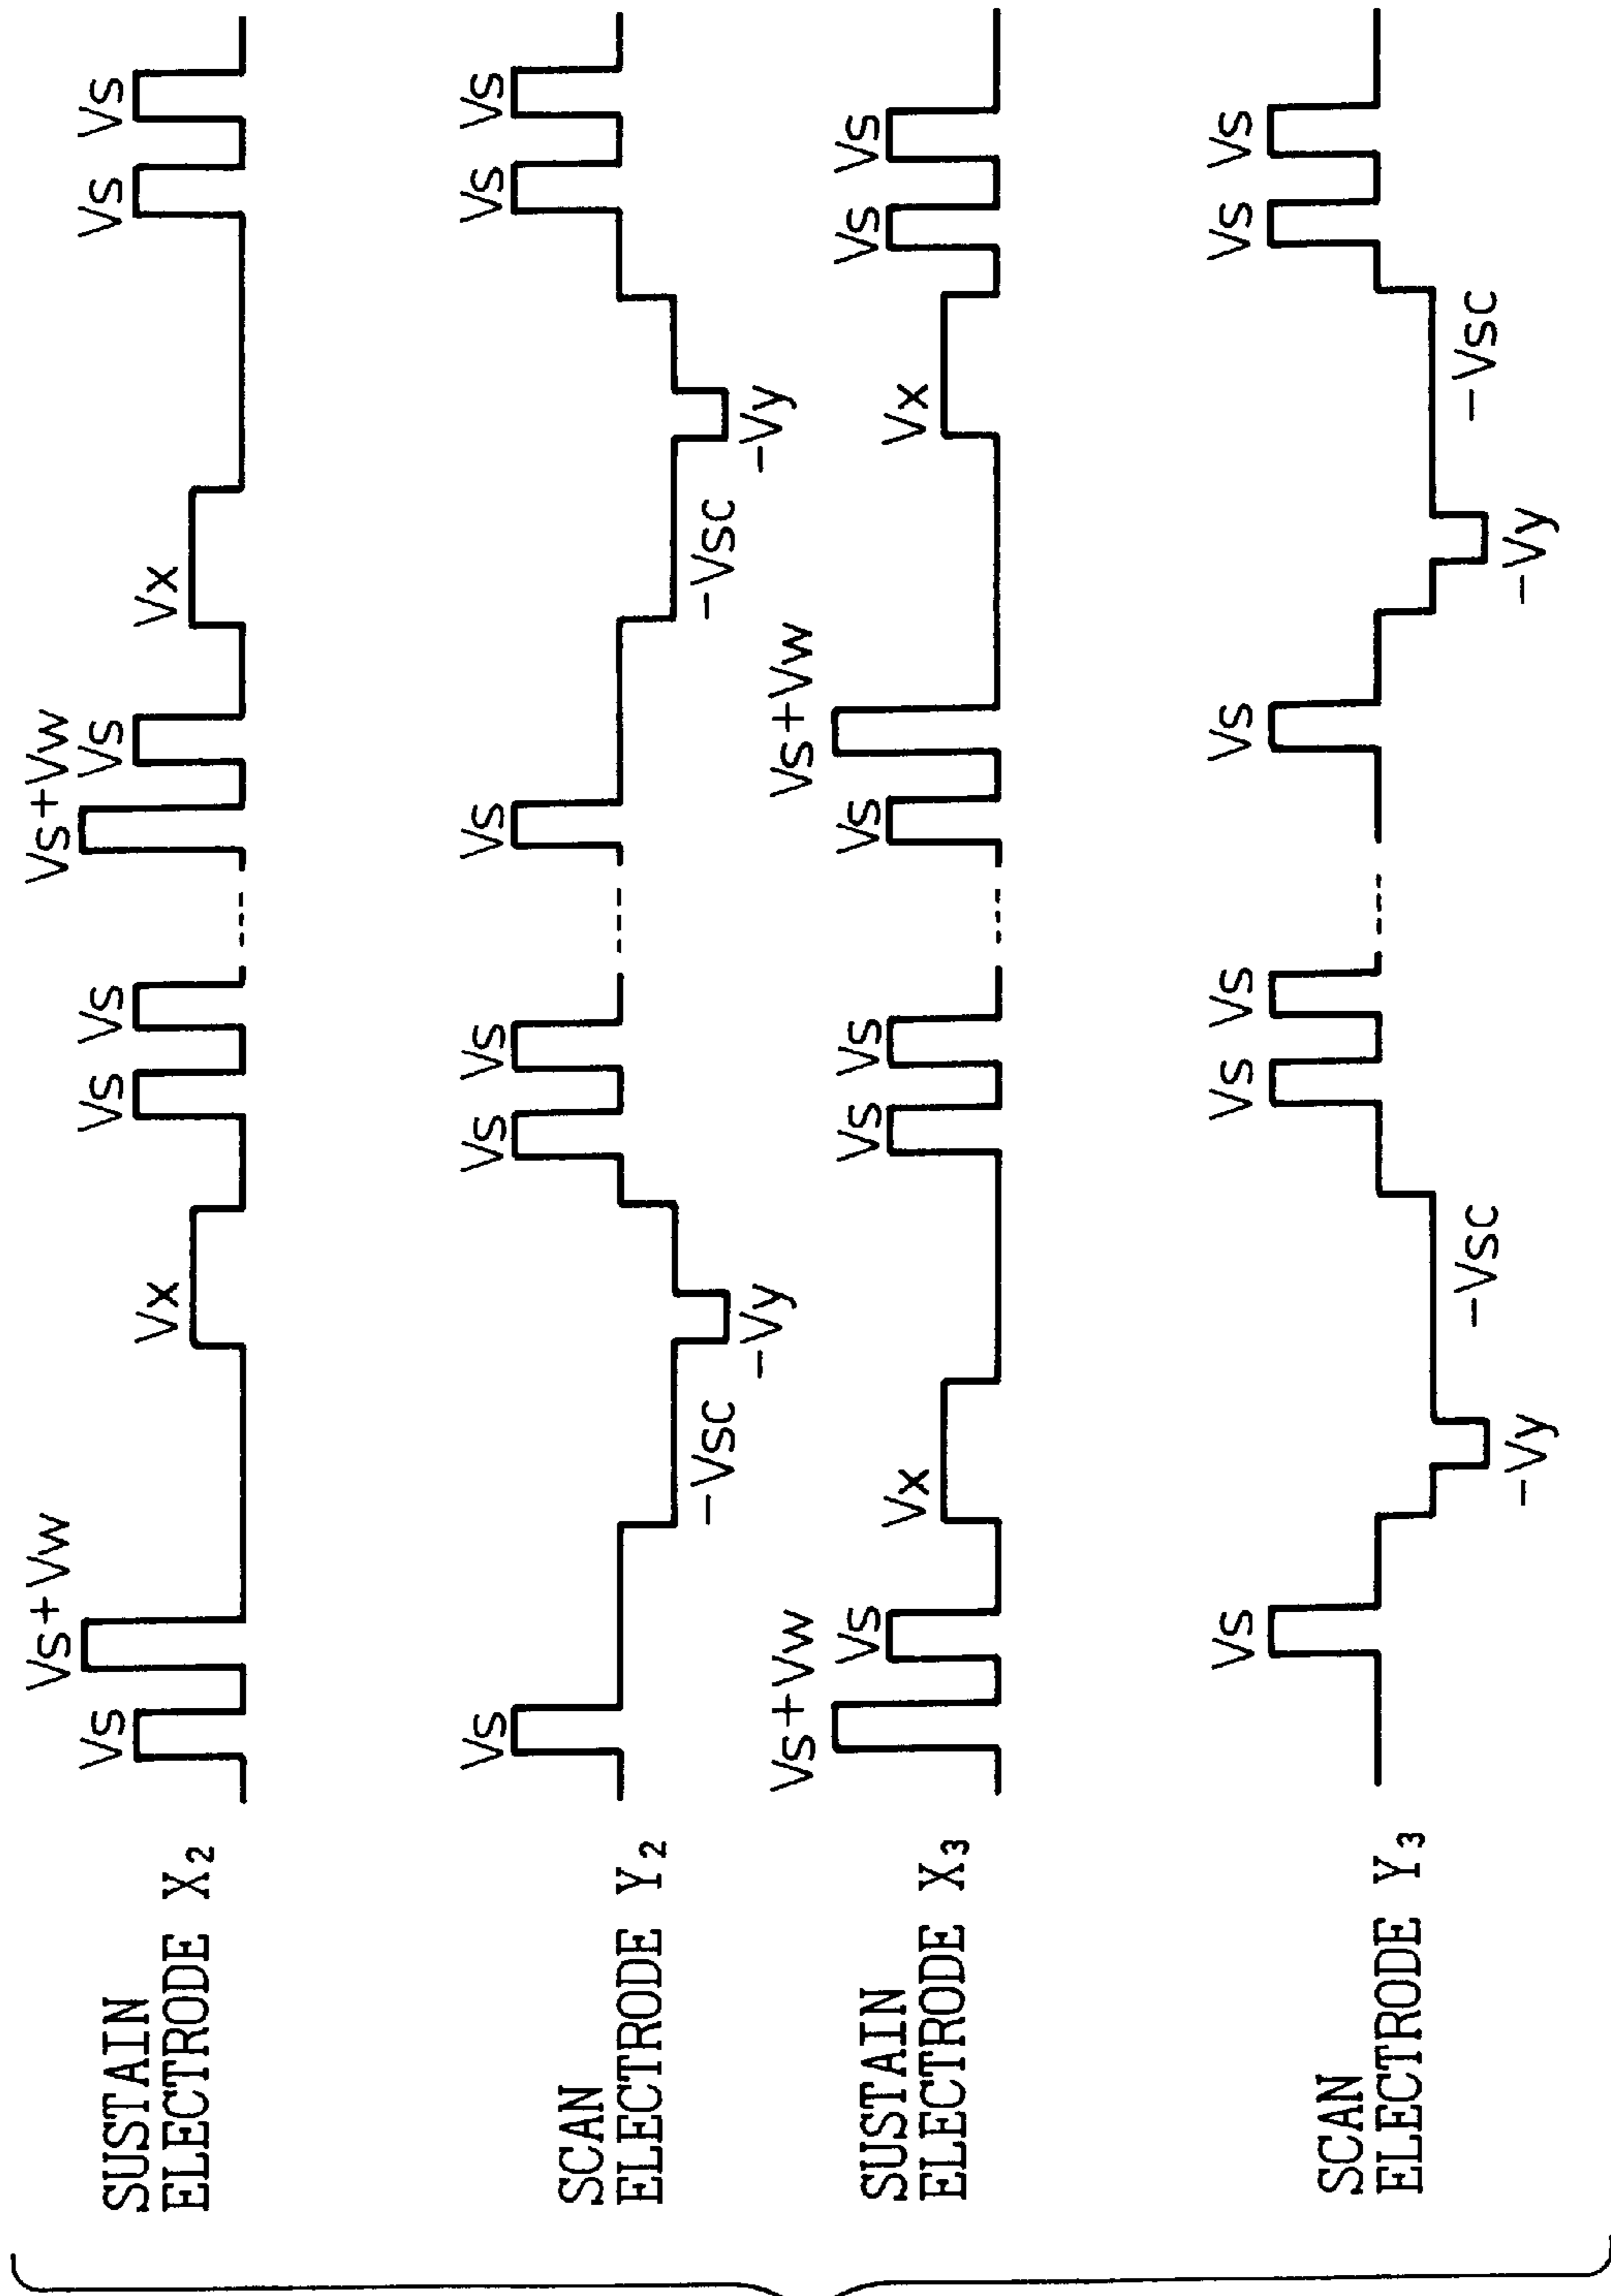 SUSTAIN
ELECTRODE X₂
Vs
Vs+Vw
Vx
Vs
Vs
Vs+Vw
Vs
Vx
Vs
Vs
SCAN
ELECTRODE Y₂
Vs
-Vsc
-Vy
Vs
Vs
Vs
-Vsc
-Vy
Vs
Vs
SUSTAIN
ELECTRODE X₃
Vs+Vw
Vs
Vx
Vs
Vs
Vs
Vs+Vw
Vx
Vs
Vs
SCAN
ELECTRODE Y₃
Vs
-Vy
-Vsc
Vs
Vs
Vs
-Vy
-Vsc
Vs
Vs